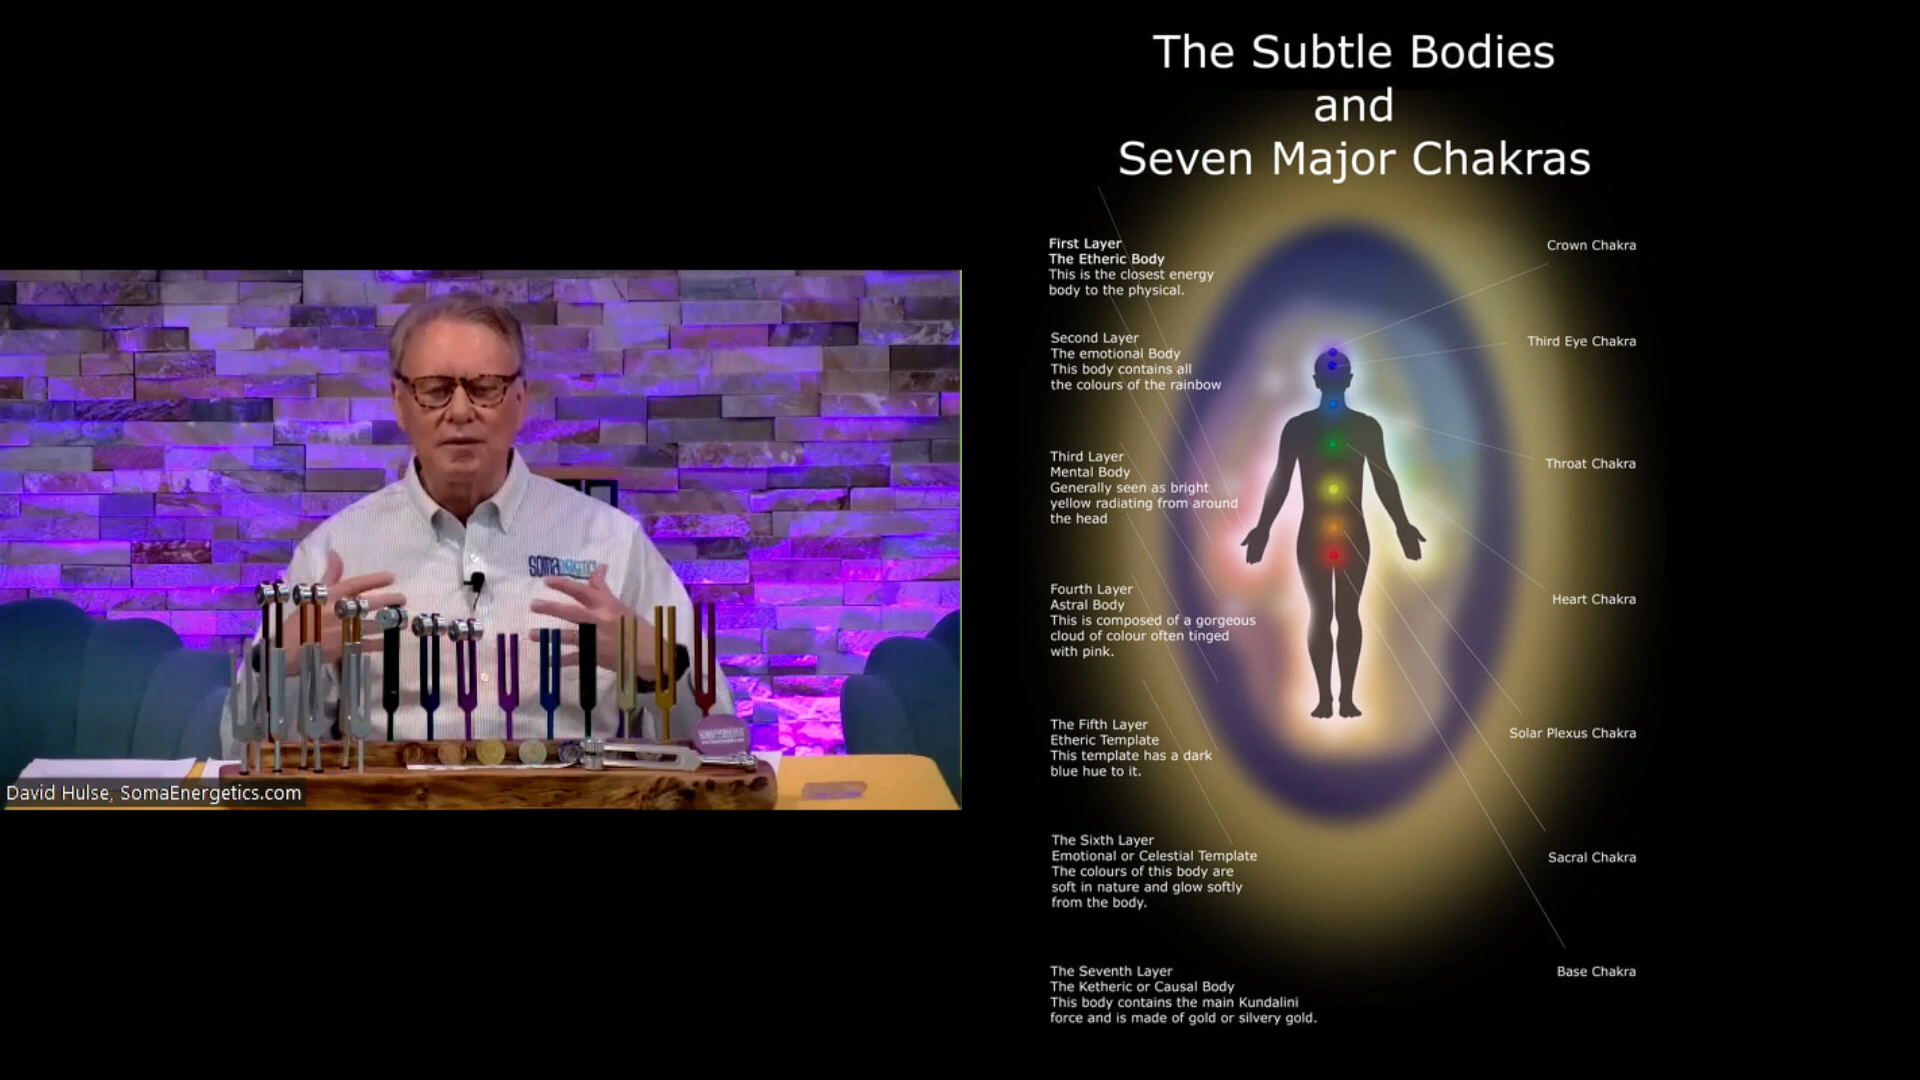 The Subtle Bodies
and
Seven Major Chakras
First Layer
The Etheric Body
This is the closest energy
body to the physical.
Second Layer
The emotional Body
This body contains all
the colours of the rainbow
Third Layer
Mental Body
Generally seen as bright
yellow radiating from around
the head
Fourth Layer
Astral Body
This is composed of a gorgeous
cloud of colour often tinged
with pink.
The Fifth Layer
Etheric Template
This template has a dark
blue hue to it.
The Sixth Layer
Emotional or Celestial Template
The colours of this body are
soft in nature and glow softly
from the body.
The Seventh Layer
The Ketheric or Causal Body
This body contains the main Kundalini
force and is made of gold or silvery gold.
Crown Chakra
Third Eye Chakra
Throat Chakra
Heart Chakra
Solar Plexus Chakra
Sacral Chakra
Base Chakra
David Hulse, SomaEnergetics.com